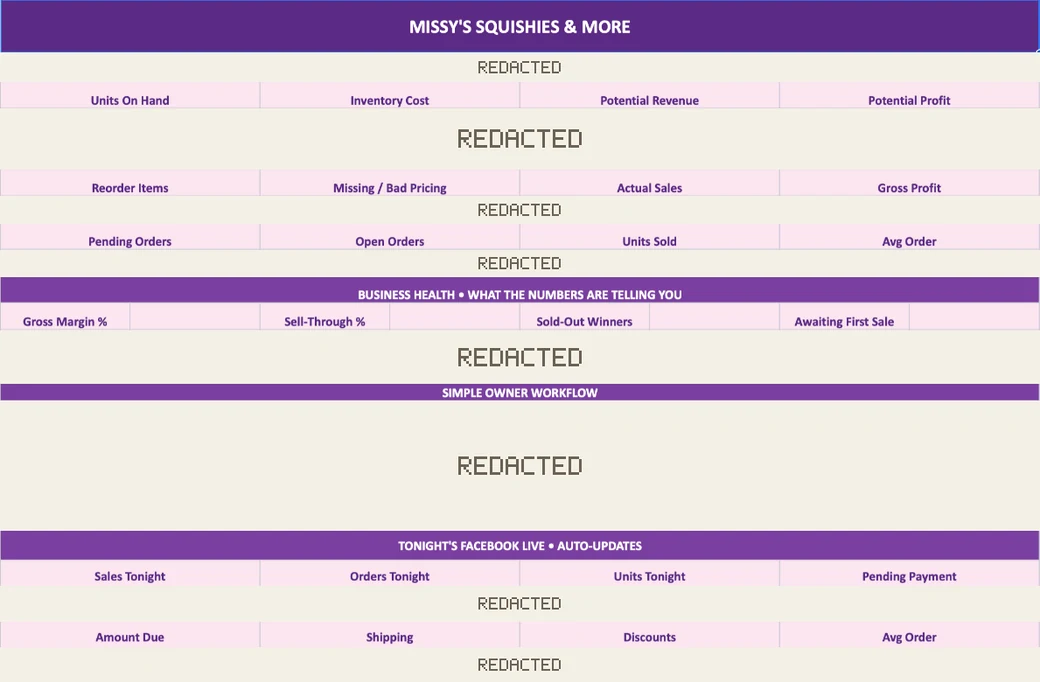 MISSY'S SQUISHIES & MORE
REDACTED
Units On Hand Inventory Cost Potential Revenue Potential Profit
REDACTED
Reorder Items Missing / Bad Pricing Actual Sales Gross Profit
REDACTED
Pending Orders Open Orders Units Sold Avg Order
REDACTED
BUSINESS HEALTH • WHAT THE NUMBERS ARE TELLING YOU
Gross Margin % Sell-Through % Sold-Out Winners Awaiting First Sale
REDACTED
SIMPLE OWNER WORKFLOW
REDACTED
TONIGHT'S FACEBOOK LIVE • AUTO-UPDATES
Sales Tonight Orders Tonight Units Tonight Pending Payment
REDACTED
Amount Due Shipping Discounts Avg Order
REDACTED